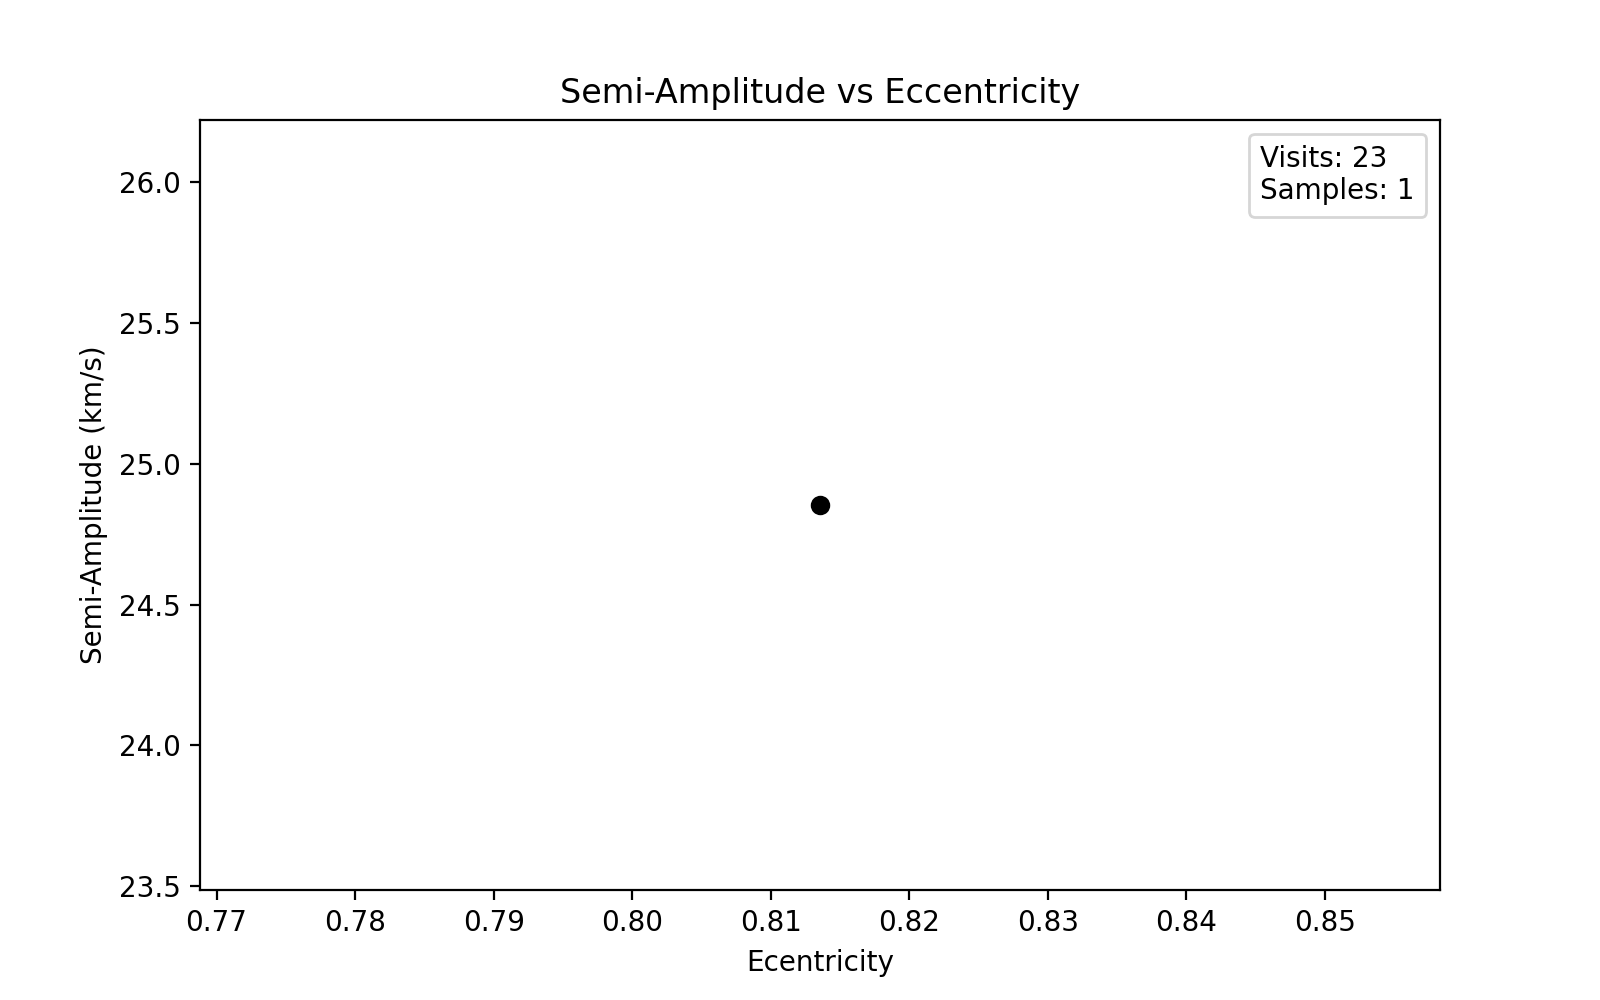 Semi-Amplitude vs Eccentricity
Visits: 23
Samples: 1
26.0
25.5
25.0
24.5
24.0
23.5
Semi-Amplitude (km/s)
0.77 0.78 0.79 0.80 0.81 0.82 0.83 0.84 0.85
Ecentricity